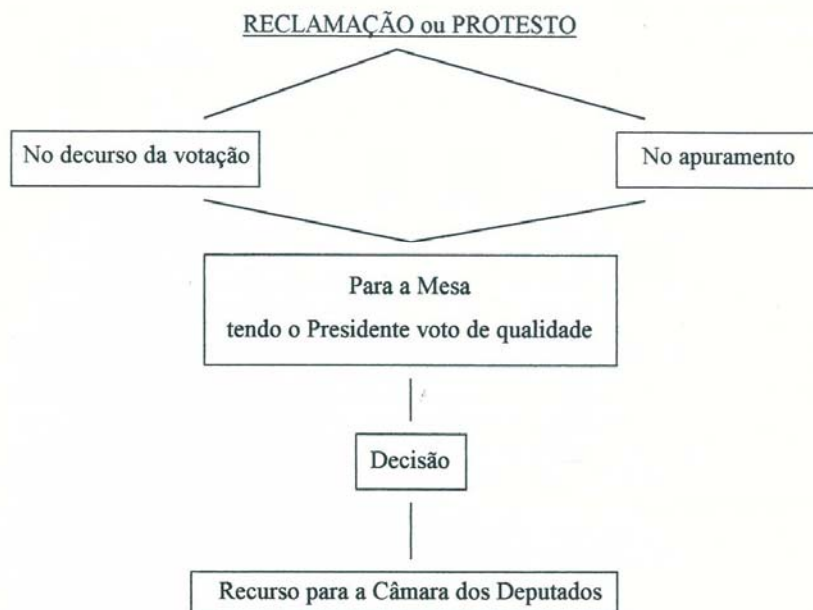 RECLAMAÇÃO ou PROTESTO
No decurso da votação
No apuramento
Para a Mesa
tendo o Presidente voto de qualidade
Decisão
Recurso para a Câmara dos Deputados